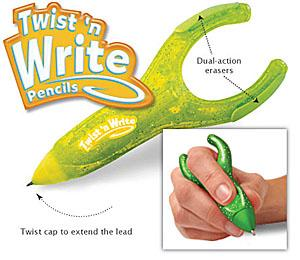 Twist 'n
Write
Pencils
Dual-action
erasers
Twist 'n Write
Twist cap to extend the lead